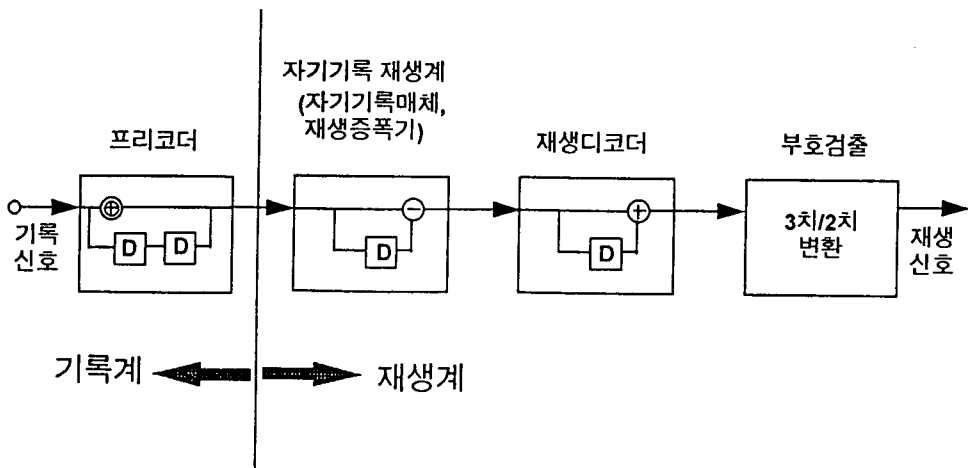 자기기록 재생계
(자기기록매체,
재생증폭기)
프리코더
재생디코더
부호검출
기록
신호
D
D
D
D
3치/2치
변환
재생
신호
기록계
재생계